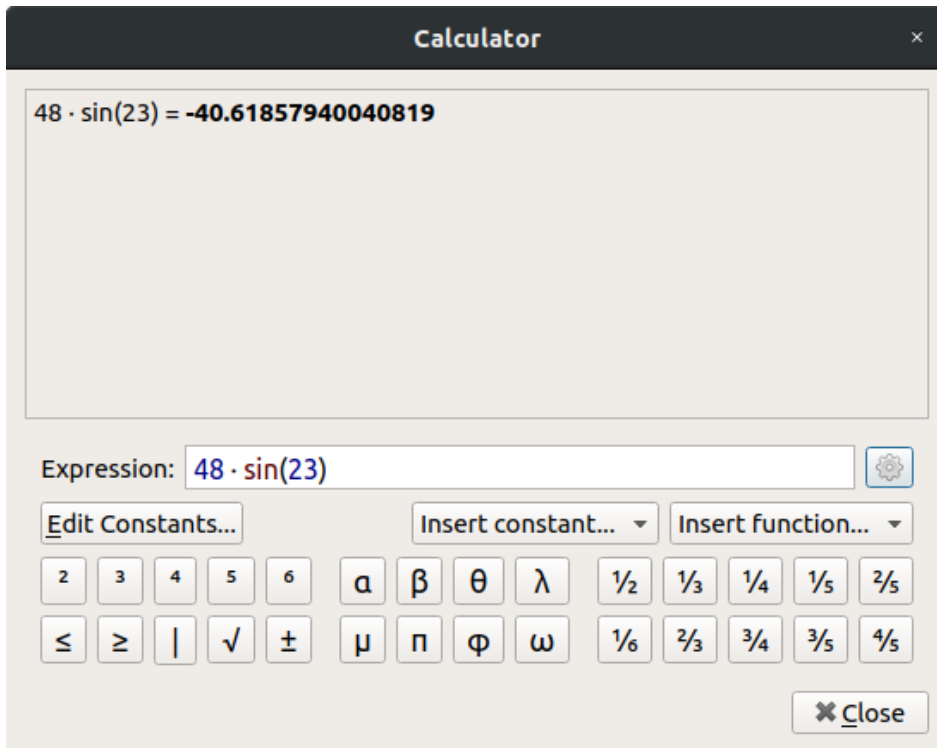 Calculator ×
48 · sin(23) = -40.61857940040819
Expression: 48 · sin(23)
Edit Constants... Insert constant... Insert function...
² ³ ⁴ ⁵ ⁶ α β θ λ ½ ⅓ ¼ ⅕ ⅖
≤ ≥ | √ ± μ π φ ω ⅙ ⅔ ¾ ⅗ ⅘
Close